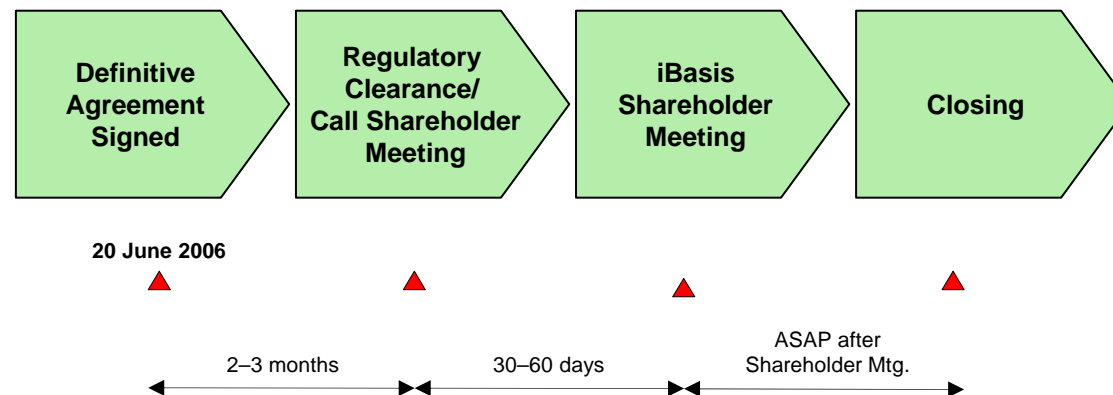 Definitive
Agreement
Signed
Regulatory
Clearance/
Call Shareholder
Meeting
iBasis
Shareholder
Meeting
Closing
20 June 2006
2–3 months
30–60 days
ASAP after
Shareholder Mtg.